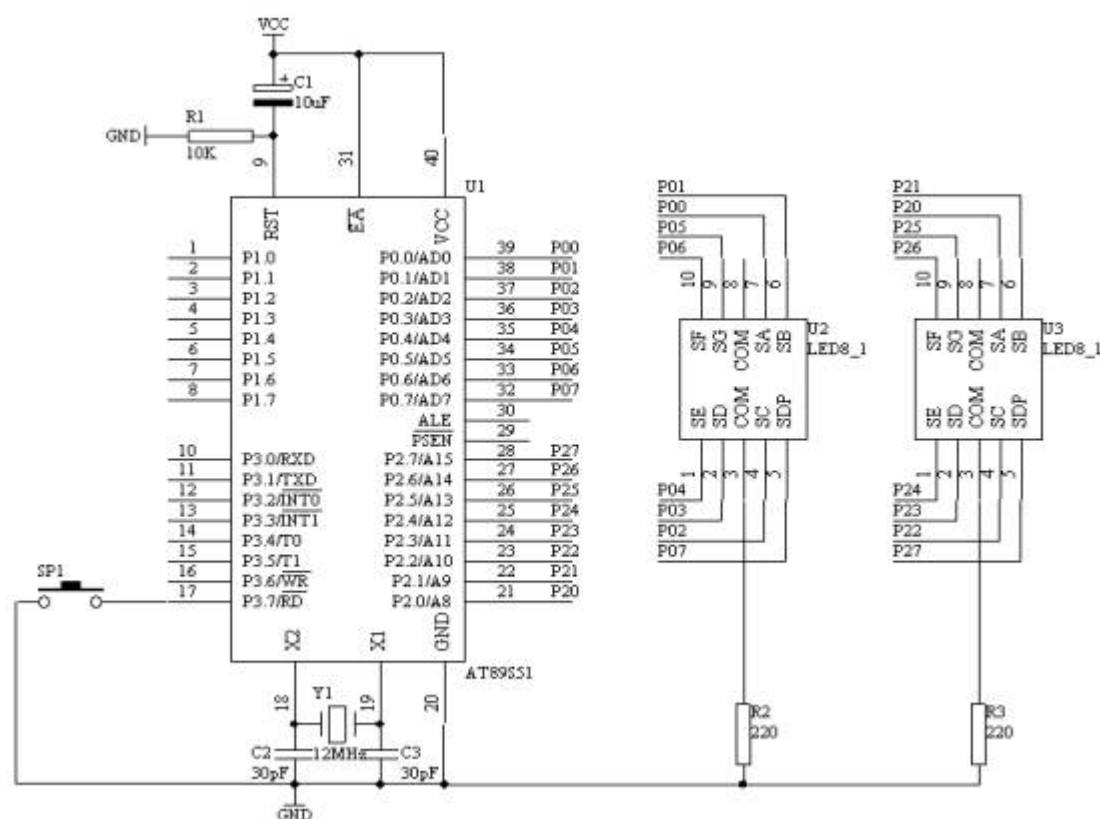 VCC
C1
+
10uF
R1
GND
10K
9
31
40
U1
RST
EA
VCC
1 P1.0
2 P1.1
3 P1.2
4 P1.3
5 P1.4
6 P1.5
7 P1.6
8 P1.7
P0.0/AD0 39 P00
P0.1/AD1 38 P01
P0.2/AD2 37 P02
P0.3/AD3 36 P03
P0.4/AD4 35 P04
P0.5/AD5 34 P05
P0.6/AD6 33 P06
P0.7/AD7 32 P07
ALE 30
PSEN 29
10 P3.0/RXD
11 P3.1/TXD
12 P3.2/INT0
13 P3.3/INT1
14 P3.4/T0
15 P3.5/T1
16 P3.6/WR
17 P3.7/RD
P2.7/A15 28 P27
P2.6/A14 27 P26
P2.5/A13 26 P25
P2.4/A12 25 P24
P2.3/A11 24 P23
P2.2/A10 23 P22
P2.1/A9 22 P21
P2.0/A8 21 P20
SP1
X2
X1
GND
AT89S51
18
Y1
19
20
C2
12MHz
C3
30pF
30pF
GND
P01
P00
P05
P06
10 9 8 7 6
U2
LED8_1
SF SG COM SA SB
SE SD COM SC SDP
1 2 3 4 5
P04
P03
P02
P07
R2
220
P21
P20
P25
P26
10 9 8 7 6
U3
LED8_1
SF SG COM SA SB
SE SD COM SC SDP
1 2 3 4 5
P24
P23
P22
P27
R3
220